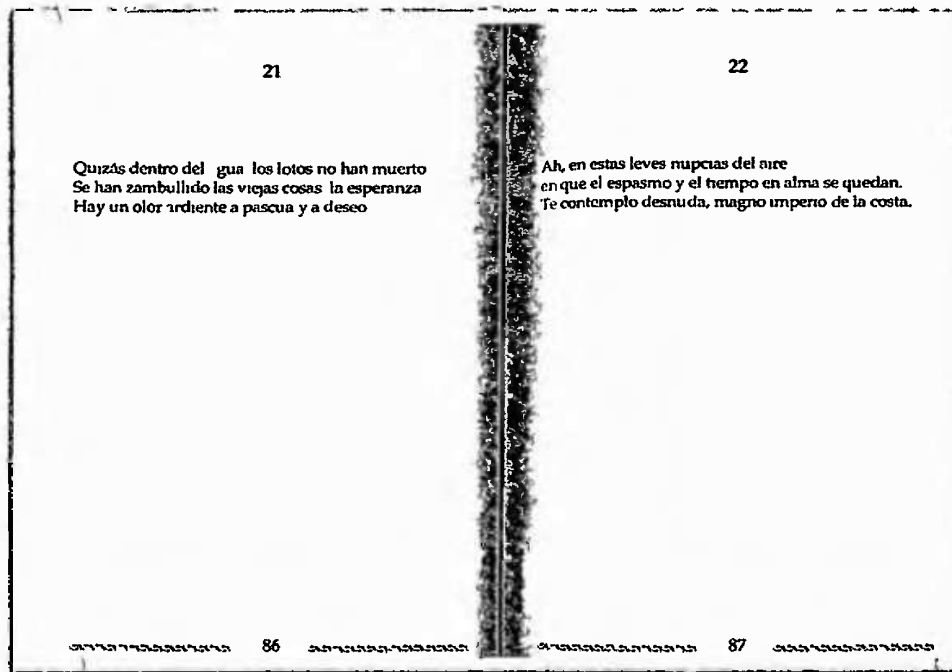 21
Quizás dentro del gua los lotos no han muerto
Se han zambullido las viejas cosas la esperanza
Hay un olor ardiente a pascua y a deseo
86
22
Ah, en estas leves nupcias del aire
en que el espasmo y el tiempo en alma se quedan.
Te contemplo desnuda, magno imperio de la costa.
87